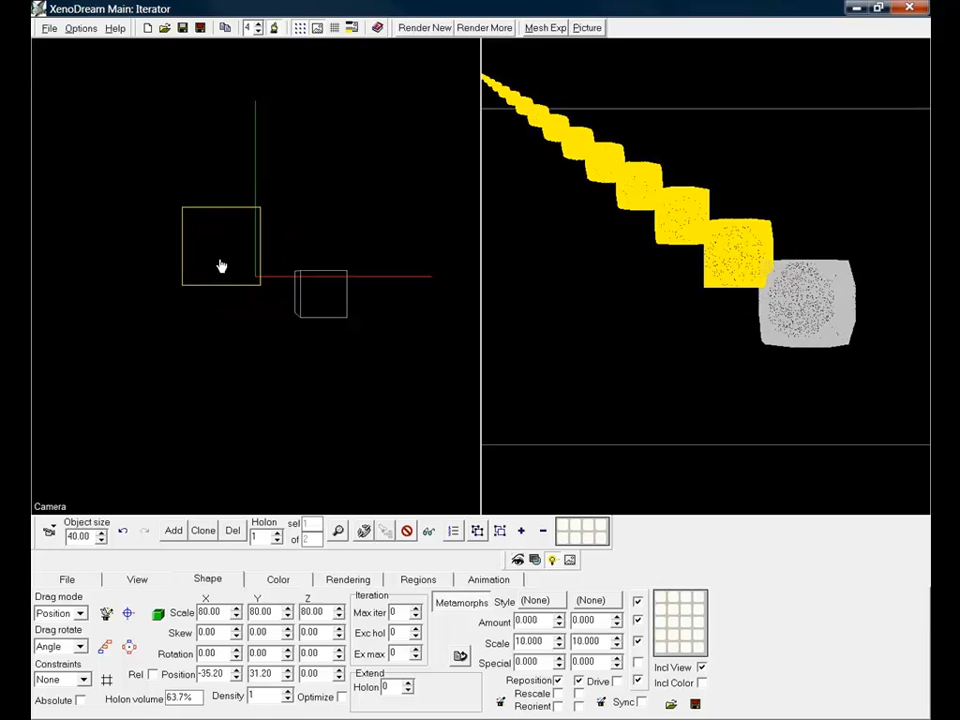 XenoDream Main: Iterator
File Options Help 4 Render New Render More Mesh Exp Picture
Camera
Object size
40.00 Add Clone Del Holon 1 sel 1 of 2
File View Shape Color Rendering Regions Animation
Drag mode
Position
Drag rotate
Angle
Constraints
None
Absolute
X Y Z
Scale 80.00 80.00 80.00
Skew 0.00 0.00 0.00
Rotation 0.00 0.00 0.00
Rel Position -35.20 31.20 0.00
Holon volume 63.7% Density 1 Optimize
Iteration
Max iter 0
Exc hol 0
Ex max 0
Extend
Holon 0
Metamorphs Style (None) (None)
Amount 0.000 0.000
Scale 10.000 10.000
Special 0.000 0.000
Reposition Drive
Rescale
Reorient Sync
Incl View
Incl Color